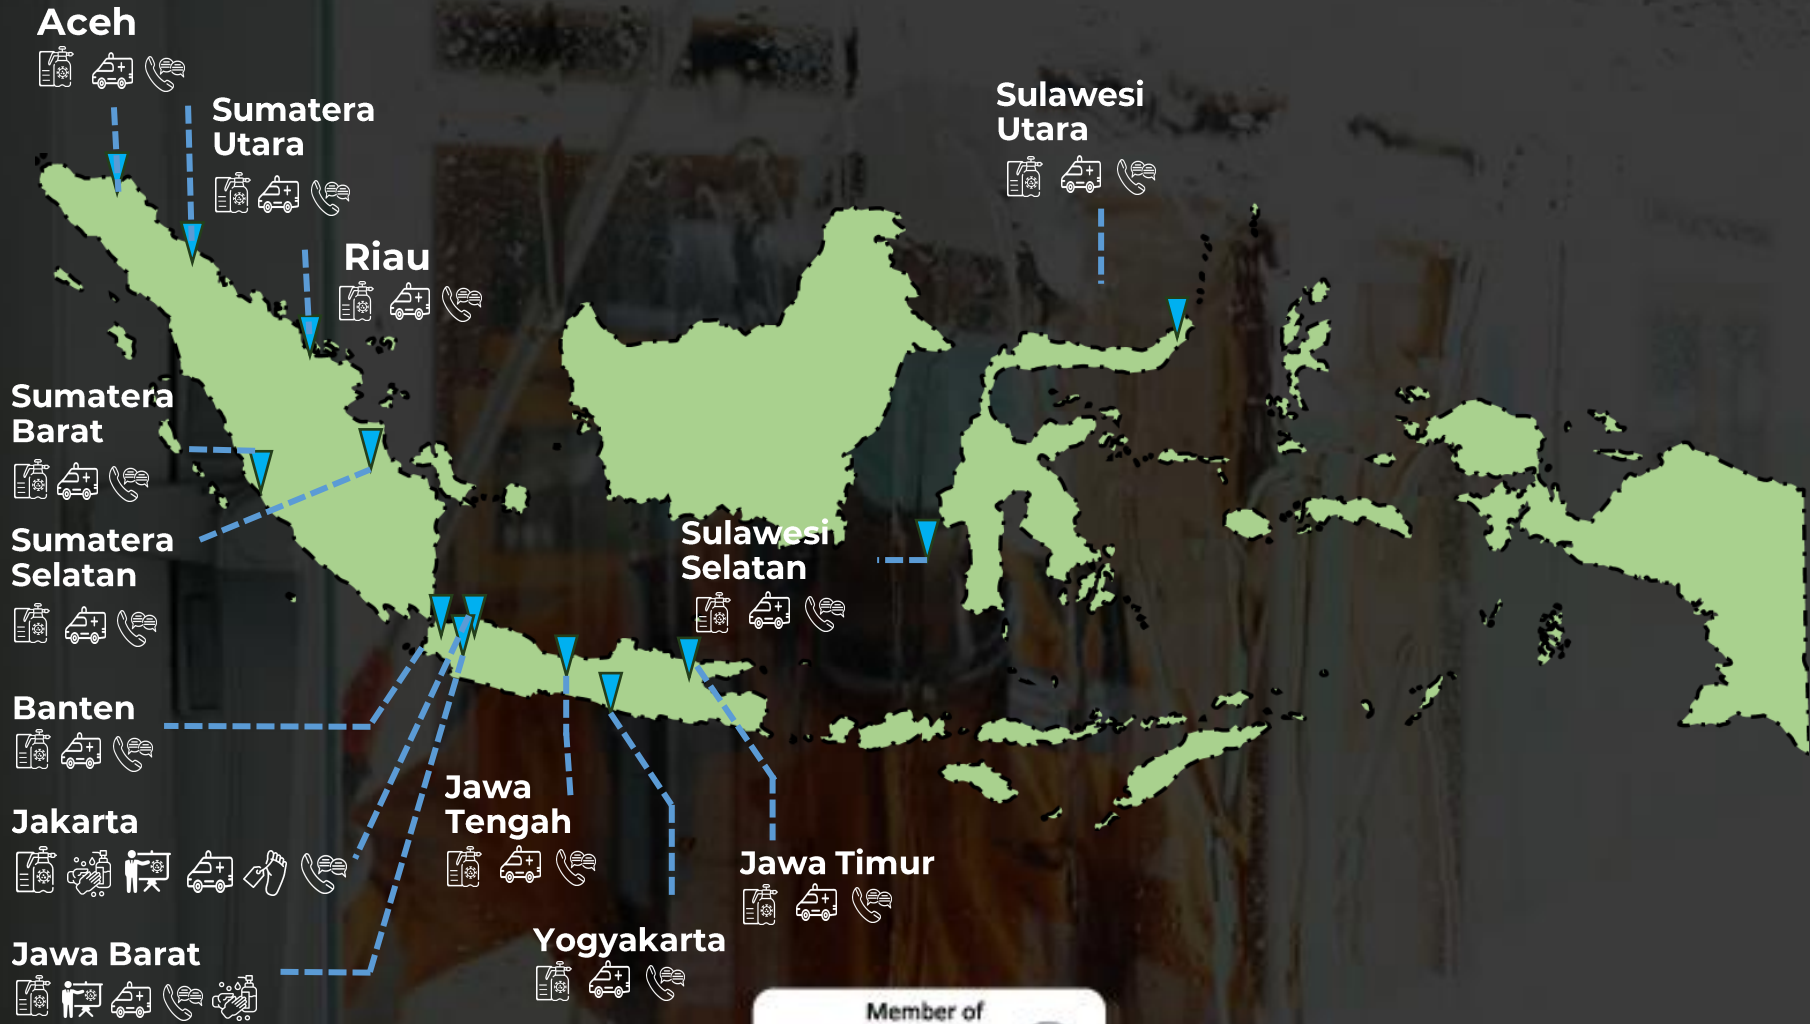 Aceh
Sumatera
Utara
Riau
Sulawesi
Utara
Sumatera
Barat
Sumatera
Selatan
Sulawesi
Selatan
Banten
Jakarta
Jawa Barat
Jawa
Tengah
Jawa Timur
Yogyakarta
Member of